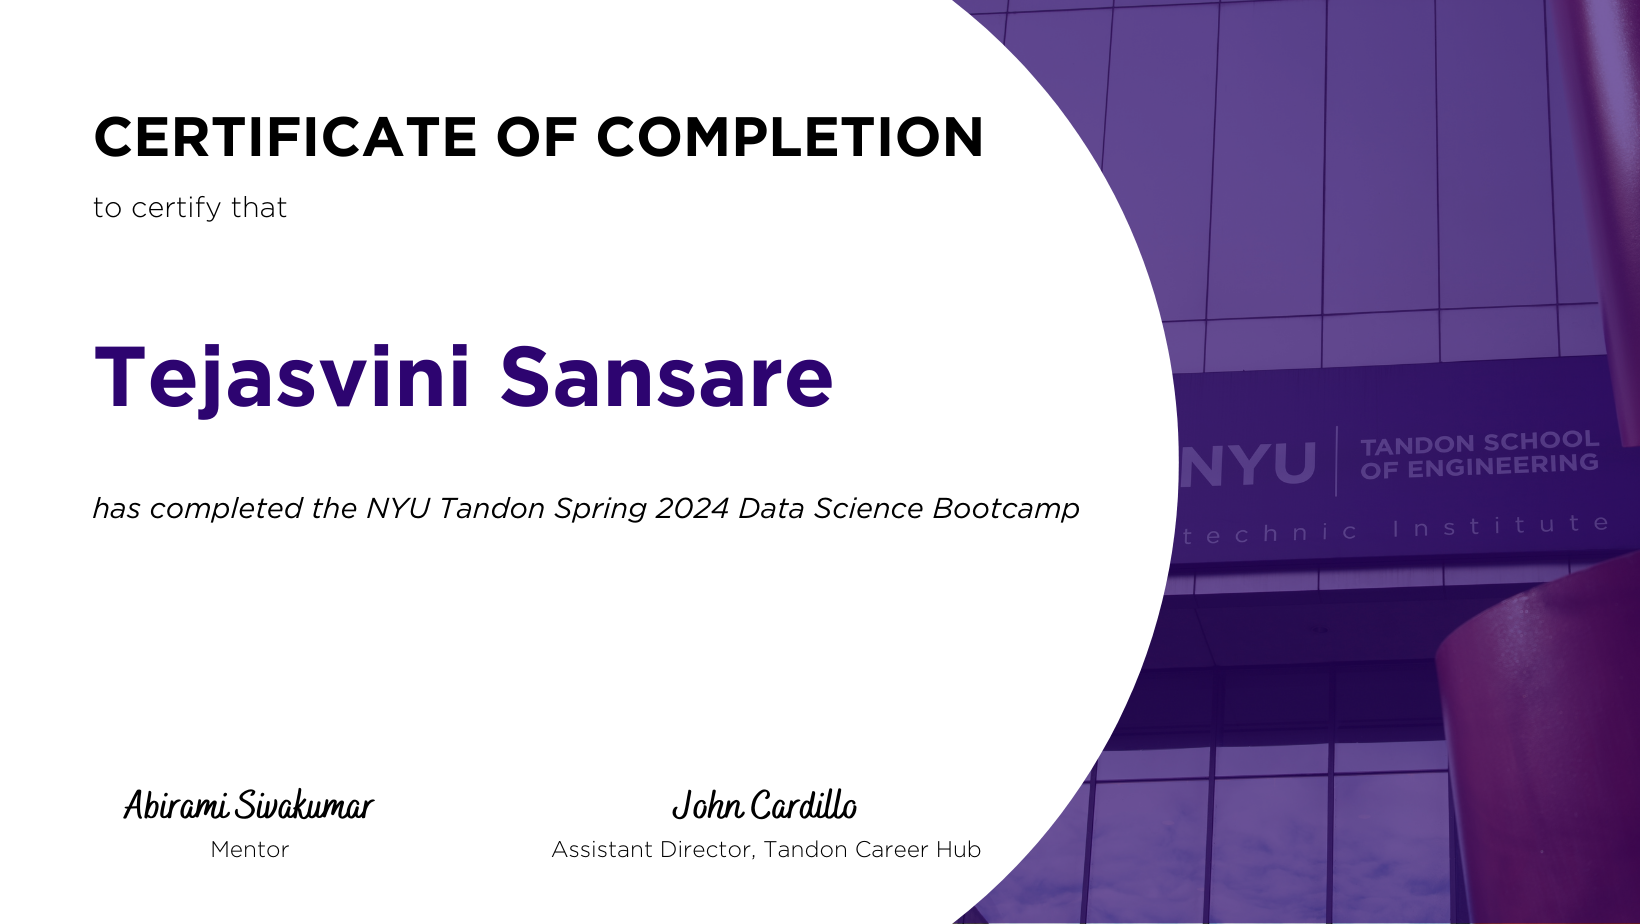 CERTIFICATE OF COMPLETION
to certify that
Tejasvini Sansare
has completed the NYU Tandon Spring 2024 Data Science Bootcamp
NYU
TANDON SCHOOL
OF ENGINEERING
technic Institute
Abirami Sivakumar
Mentor
John Cardillo
Assistant Director, Tandon Career Hub